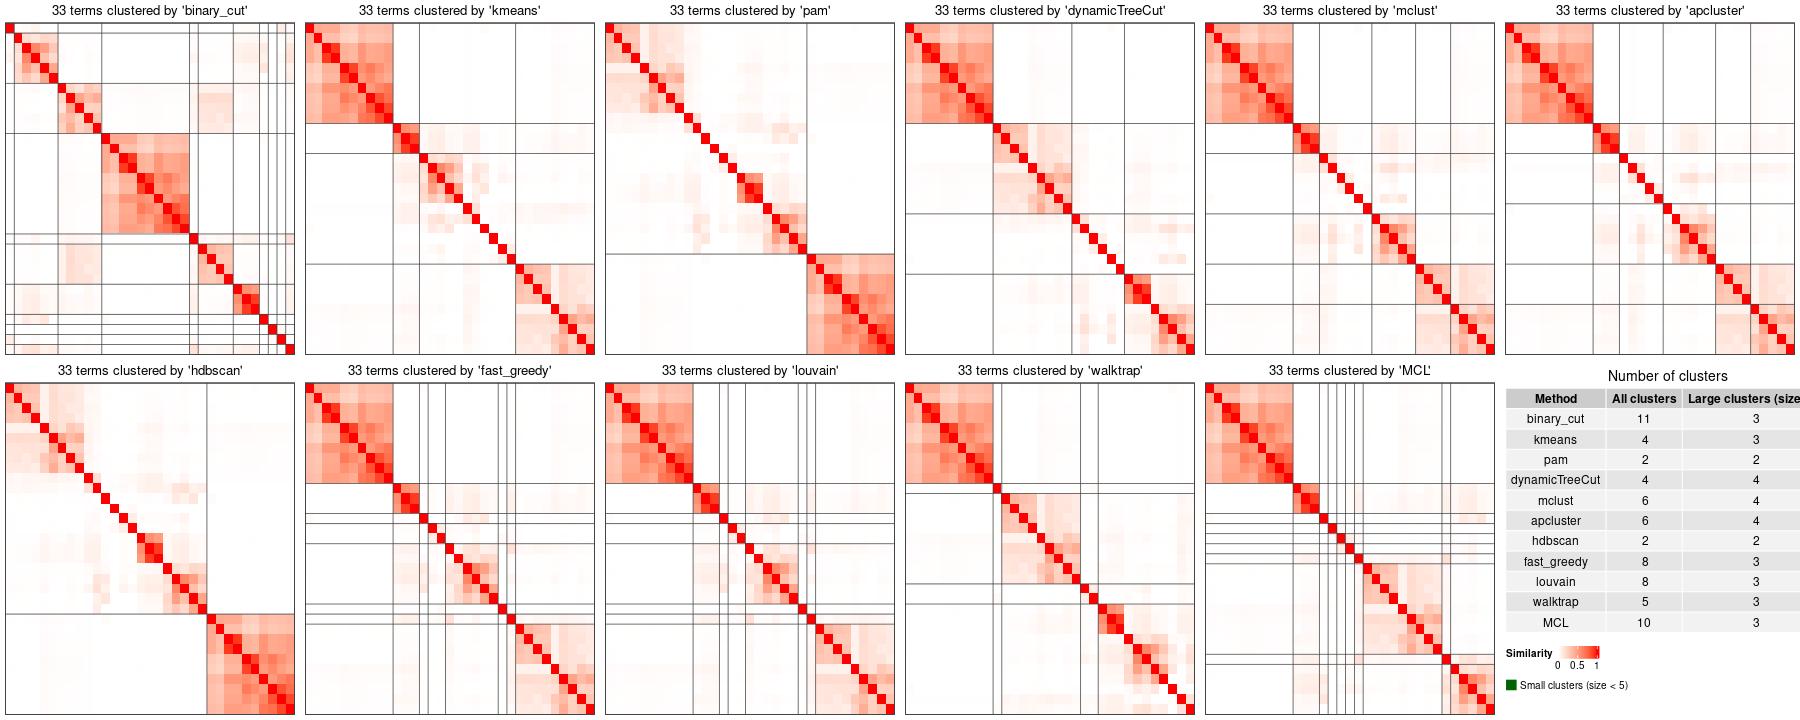 33 terms clustered by 'binary_cut'
33 terms clustered by 'kmeans'
33 terms clustered by 'pam'
33 terms clustered by 'dynamicTreeCut'
33 terms clustered by 'mclust'
33 terms clustered by 'apcluster'
33 terms clustered by 'hdbscan'
33 terms clustered by 'fast_greedy'
33 terms clustered by 'louvain'
33 terms clustered by 'walktrap'
33 terms clustered by 'MCL'
Number of clusters
Method All clusters Large clusters (size
binary_cut 11 3
kmeans 4 3
pam 2 2
dynamicTreeCut 4 4
mclust 6 4
apcluster 6 4
hdbscan 2 2
fast_greedy 8 3
louvain 8 3
walktrap 5 3
MCL 10 3
Similarity
0 0.5 1
Small clusters (size < 5)